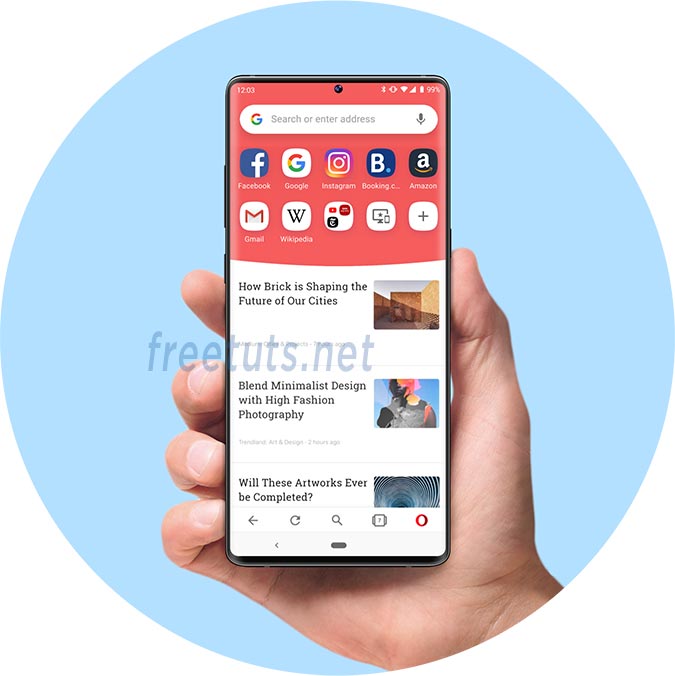 12:03
99%
Search or enter address
Facebook Google Instagram Booking.c... Amazon
Gmail Wikipedia
How Brick is Shaping the
Future of Our Cities
freetuts.net
Blend Minimalist Design
with High Fashion
Photography
Trendland: Art & Design - 2 hours ago
Will These Artworks Ever
be Completed?
7